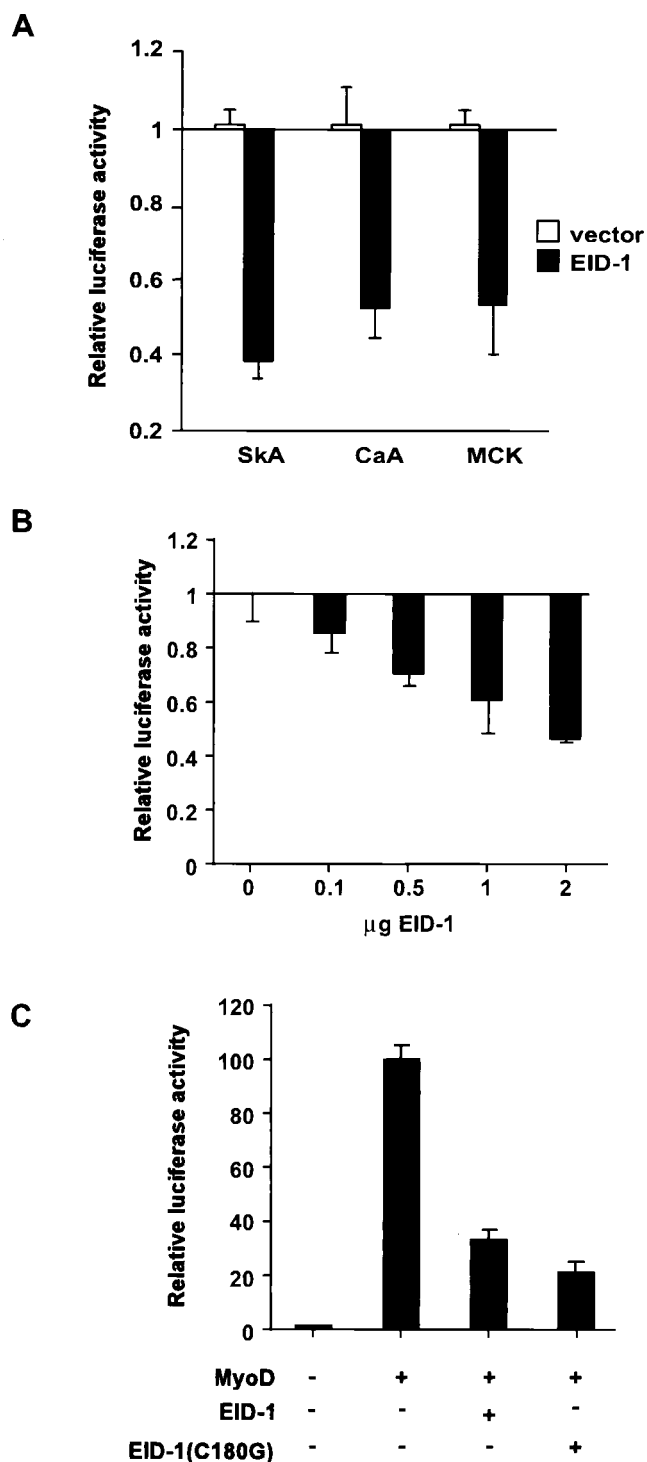 A
Relative luciferase activity
1.2
1
0.8
0.6
0.4
0.2
SkA CaA MCK
vector
EID-1
B
Relative luciferase activity
1.2
1
0.8
0.6
0.4
0.2
0
0 0.1 0.5 1 2
μg EID-1
C
Relative luciferase activity
120
100
80
60
40
20
0
MyoD - + + +
EID-1 - - + -
EID-1(C180G) - - - +